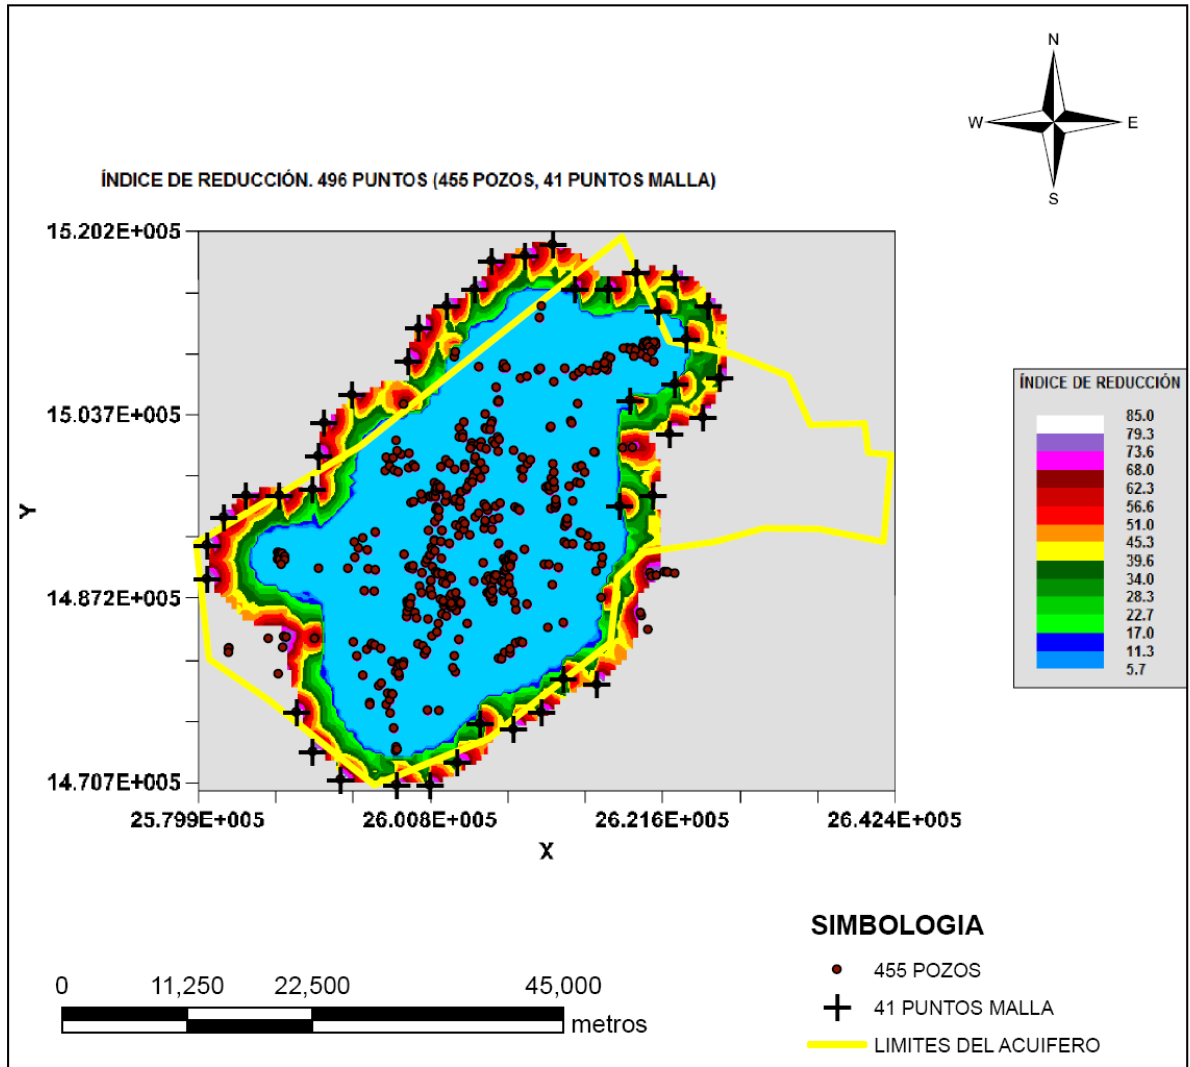 N
W
E
S
ÍNDICE DE REDUCCIÓN. 496 PUNTOS (455 POZOS, 41 PUNTOS MALLA)
15.202E+005
15.037E+005
14.872E+005
14.707E+005
Y
25.799E+005
26.008E+005
26.216E+005
26.424E+005
X
ÍNDICE DE REDUCCIÓN
85.0
79.3
73.6
68.0
62.3
56.6
51.0
45.3
39.6
34.0
28.3
22.7
17.0
11.3
5.7
SIMBOLOGIA
455 POZOS
41 PUNTOS MALLA
LIMITES DEL ACUIFERO
0
11,250
22,500
45,000
metros